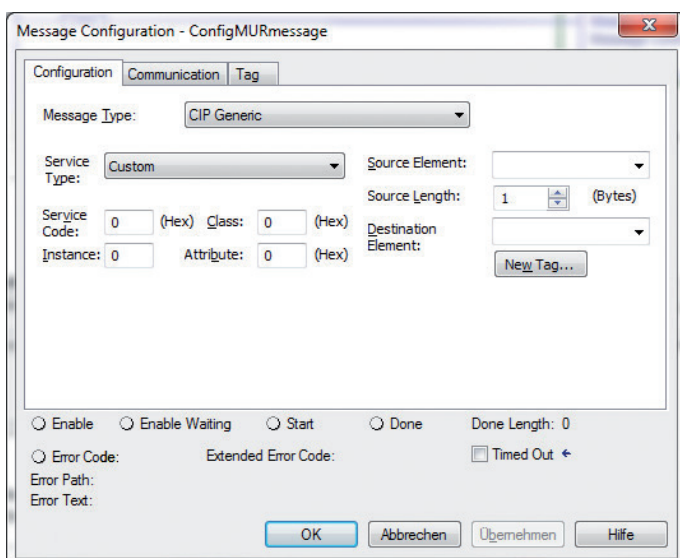 Message Configuration - ConfigMURmessage
Configuration Communication Tag
Message Type: CIP Generic
Service Type: Custom
Source Element:
Source Length: 1 (Bytes)
Service Code: 0 (Hex) Class: 0 (Hex)
Destination Element:
Instance: 0 Attribute: 0 (Hex)
New Tag...
Enable Enable Waiting Start Done Done Length: 0
Error Code: Extended Error Code: Timed Out
Error Path:
Error Text:
OK Abbrechen Übernehmen Hilfe